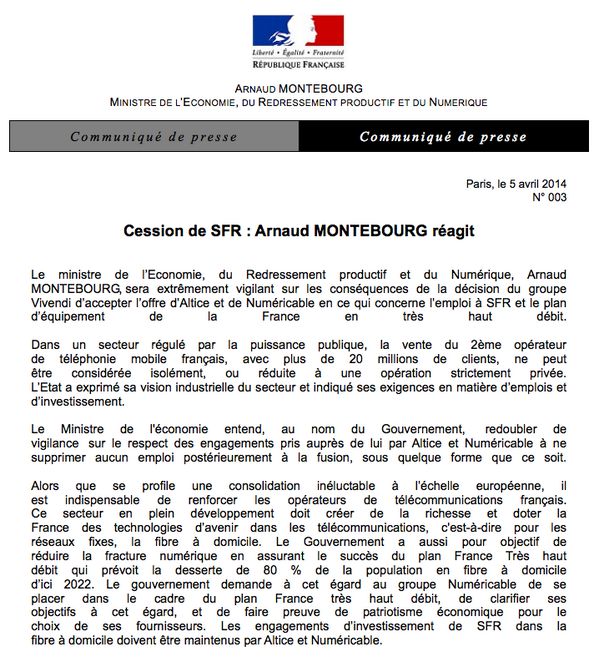 Liberté • Égalité • Fraternité
RÉPUBLIQUE FRANÇAISE
ARNAUD MONTEBOURG
MINISTRE DE L'ECONOMIE, DU REDRESSEMENT PRODUCTIF ET DU NUMERIQUE
Communiqué de presse Communiqué de presse
Paris, le 5 avril 2014
N° 003
Cession de SFR : Arnaud MONTEBOURG réagit
Le ministre de l'Economie, du Redressement productif et du Numérique, Arnaud
MONTEBOURG, sera extrêmement vigilant sur les conséquences de la décision du groupe
Vivendi d'accepter l'offre d'Altice et de Numéricable en ce qui concerne l'emploi à SFR et le plan
d'équipement de la France en très haut débit.
Dans un secteur régulé par la puissance publique, la vente du 2ème opérateur
de téléphonie mobile français, avec plus de 20 millions de clients, ne peut
être considérée isolément, ou réduite à une opération strictement privée.
L'Etat a exprimé sa vision industrielle du secteur et indiqué ses exigences en matière d'emplois et
d'investissement.
Le Ministre de l'économie entend, au nom du Gouvernement, redoubler de
vigilance sur le respect des engagements pris auprès de lui par Altice et Numéricable à ne
supprimer aucun emploi postérieurement à la fusion, sous quelque forme que ce soit.
Alors que se profile une consolidation inéluctable à l'échelle européenne, il
est indispensable de renforcer les opérateurs de télécommunications français.
Ce secteur en plein développement doit créer de la richesse et doter la
France des technologies d'avenir dans les télécommunications, c'est-à-dire pour les
réseaux fixes, la fibre à domicile. Le Gouvernement a aussi pour objectif de
réduire la fracture numérique en assurant le succès du plan France Très haut
débit qui prévoit la desserte de 80 % de la population en fibre à domicile
d'ici 2022. Le gouvernement demande à cet égard au groupe Numéricable de se
placer dans le cadre du plan France très haut débit, de clarifier ses
objectifs à cet égard, et de faire preuve de patriotisme économique pour le
choix de ses fournisseurs. Les engagements d'investissement de SFR dans la
fibre à domicile doivent être maintenus par Altice et Numéricable.